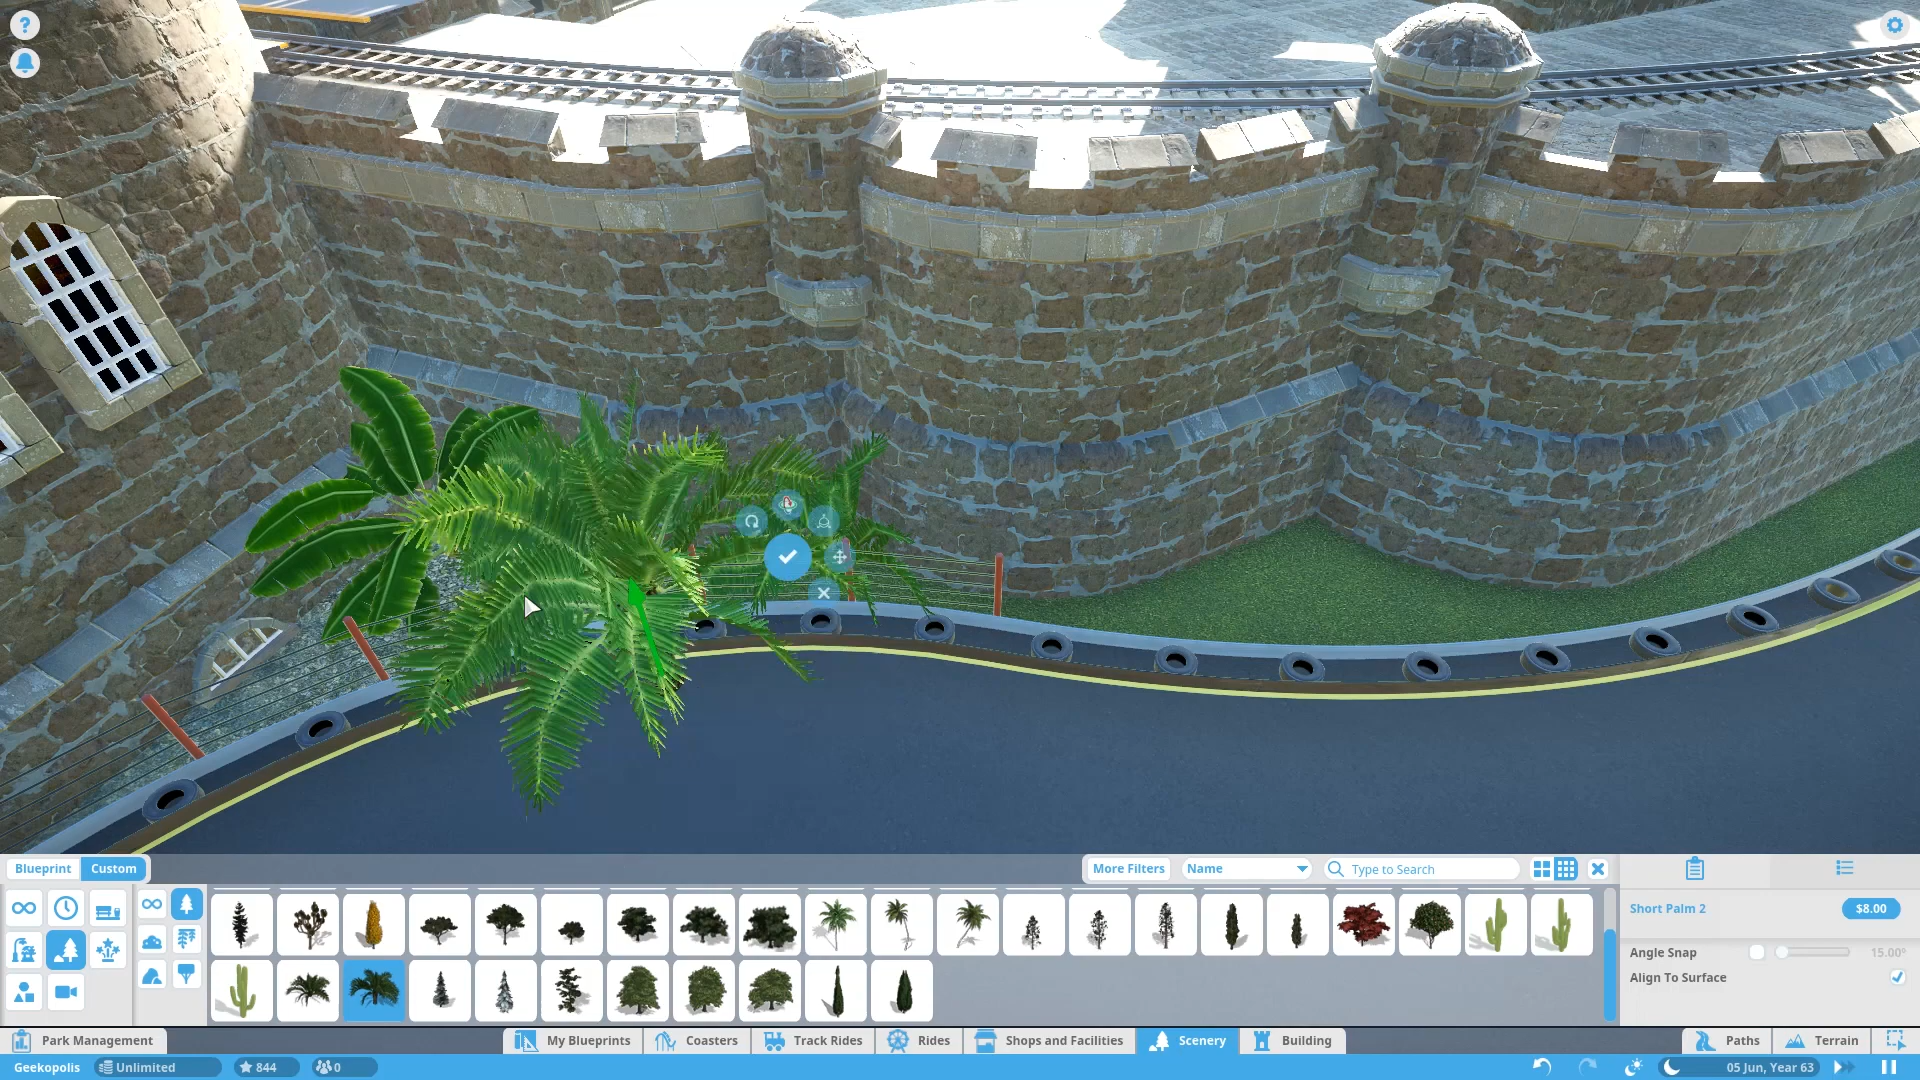 ?
Blueprint Custom More Filters Name Type to Search
Short Palm 2 $8.00
Angle Snap 15.00°
Align To Surface
Park Management My Blueprints Coasters Track Rides Rides Shops and Facilities Scenery Building Paths Terrain
Geekopolis Unlimited 844 0 05 Jun, Year 63